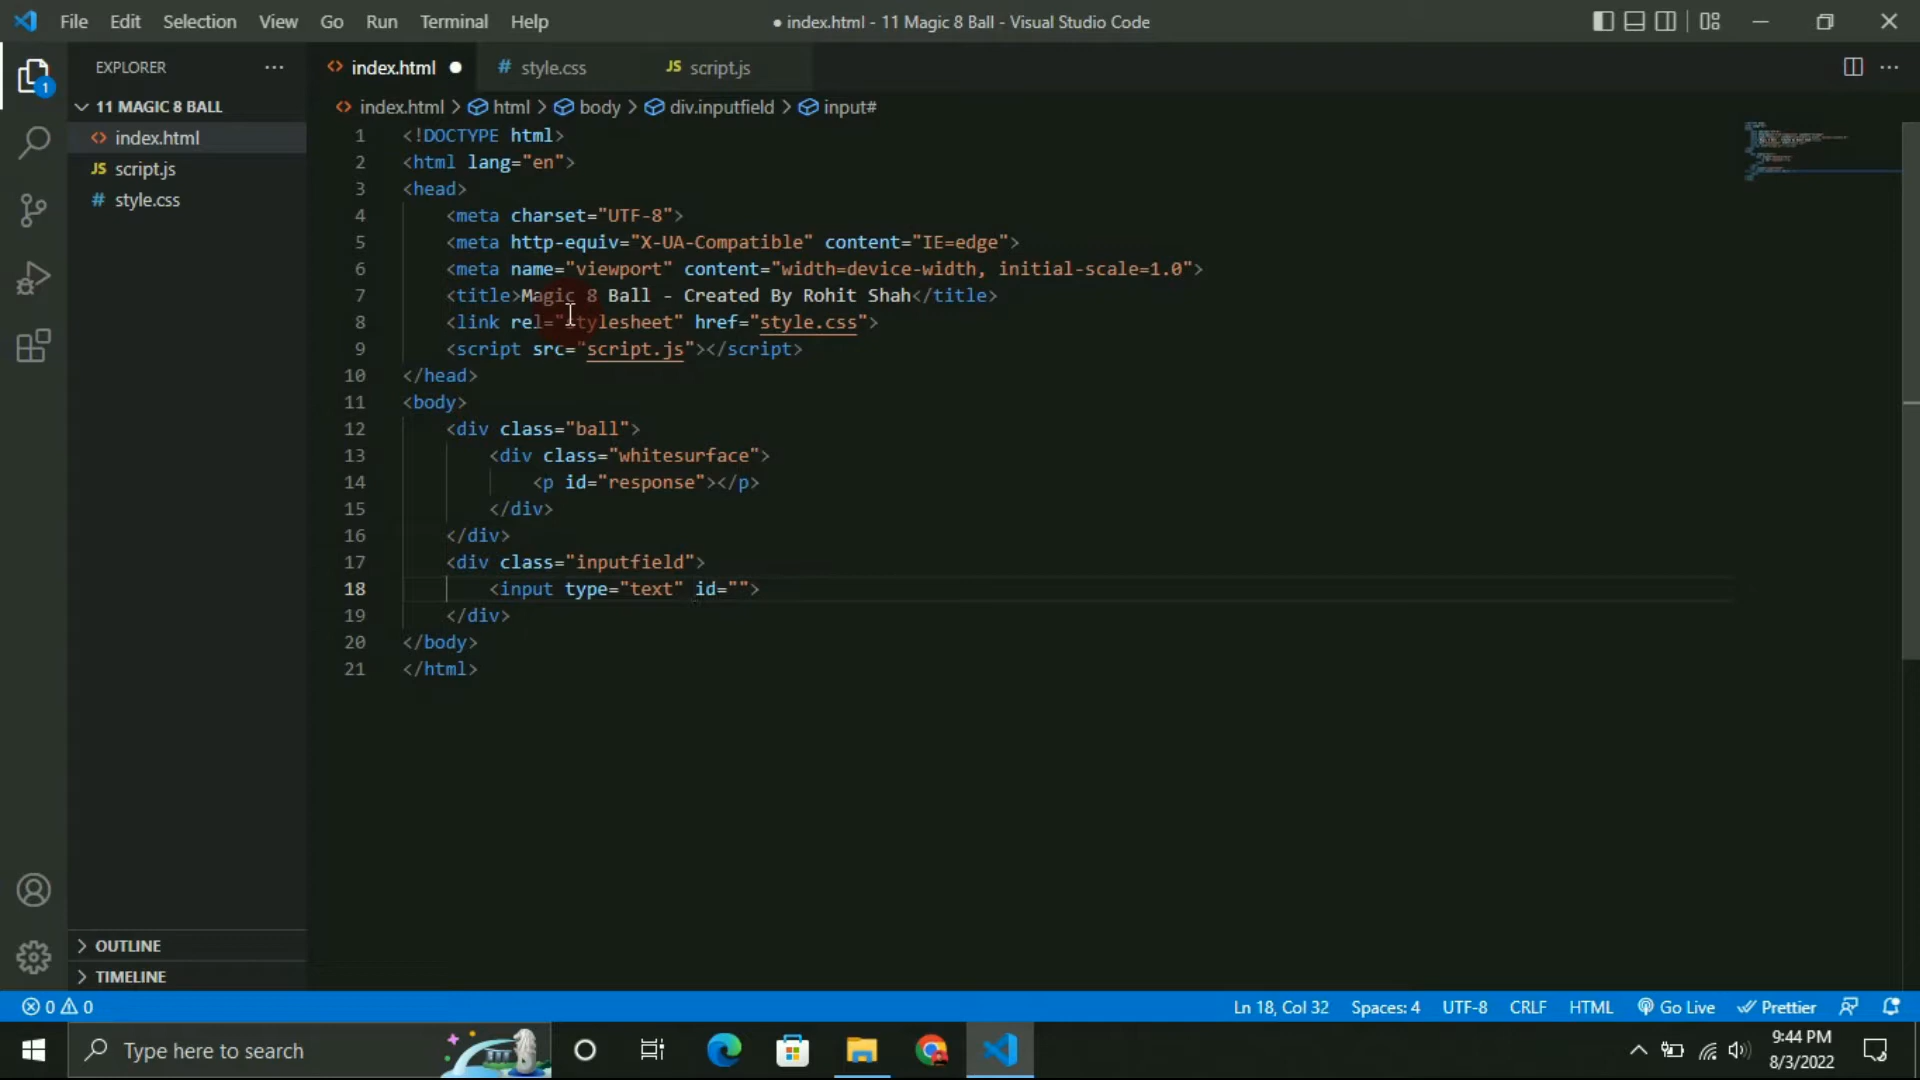 File Edit Selection View Go Run Terminal Help
● index.html - 11 Magic 8 Ball - Visual Studio Code
EXPLORER
1
11 MAGIC 8 BALL
<> index.html
JS script.js
# style.css
<> index.html ●
# style.css
JS script.js
<> index.html > html > body > div.inputfield > input#
1 <!DOCTYPE html>
2 <html lang="en">
3 <head>
4 <meta charset="UTF-8">
5 <meta http-equiv="X-UA-Compatible" content="IE=edge">
6 <meta name="viewport" content="width=device-width, initial-scale=1.0">
7 <title>Magic 8 Ball - Created By Rohit Shah</title>
8 <link rel="stylesheet" href="style.css">
9 <script src="script.js"></script>
10 </head>
11 <body>
12 <div class="ball">
13 <div class="whitesurface">
14 <p id="response"></p>
15 </div>
16 </div>
17 <div class="inputfield">
18 <input type="text" id="">
19 </div>
20 </body>
21 </html>
OUTLINE
TIMELINE
0 0
Ln 18, Col 32 Spaces: 4 UTF-8 CRLF HTML Go Live Prettier
Type here to search
9:44 PM
8/3/2022